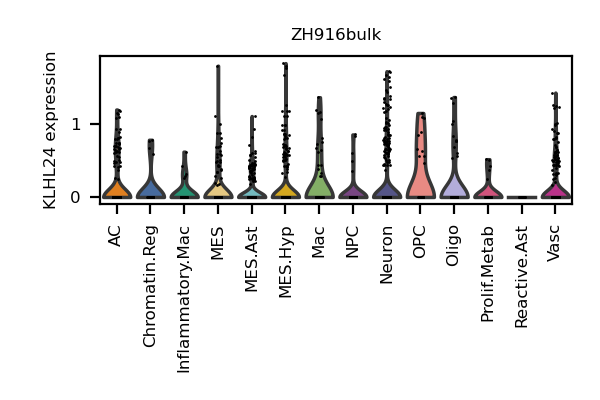 ZH916bulk
KLHL24 expression
1
0
AC
Chromatin.Reg
Inflammatory.Mac
MES
MES.Ast
MES.Hyp
Mac
NPC
Neuron
OPC
Oligo
Prolif.Metab
Reactive.Ast
Vasc